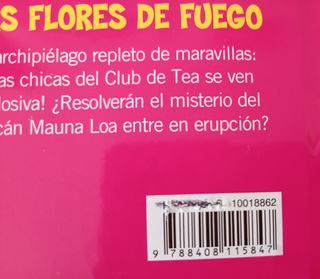 S FLORES DE FUEGO
archipiélago repleto de maravillas:
as chicas del Club de Tea se ven
losiva! ¿Resolverán el misterio del
cán Mauna Loa entre en erupción?
10018862
9 788408 115847